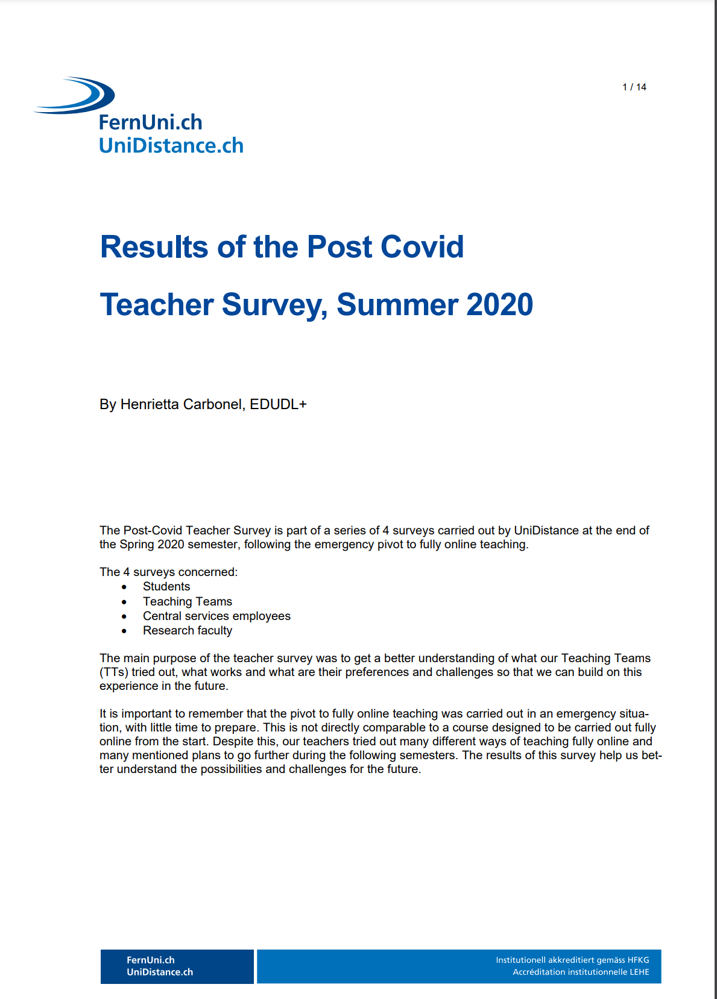 1 / 14
FernUni.ch
UniDistance.ch
Results of the Post Covid
Teacher Survey, Summer 2020
By Henrietta Carbonel, EDUDL+
The Post-Covid Teacher Survey is part of a series of 4 surveys carried out by UniDistance at the end of
the Spring 2020 semester, following the emergency pivot to fully online teaching.
The 4 surveys concerned:
• Students
• Teaching Teams
• Central services employees
• Research faculty
The main purpose of the teacher survey was to get a better understanding of what our Teaching Teams
(TTs) tried out, what works and what are their preferences and challenges so that we can build on this
experience in the future.
It is important to remember that the pivot to fully online teaching was carried out in an emergency situa-
tion, with little time to prepare. This is not directly comparable to a course designed to be carried out fully
online from the start. Despite this, our teachers tried out many different ways of teaching fully online and
many mentioned plans to go further during the following semesters. The results of this survey help us bet-
ter understand the possibilities and challenges for the future.
FernUni.ch
UniDistance.ch
Institutionell akkreditiert gemäss HFKG
Accréditation institutionnelle LEHE